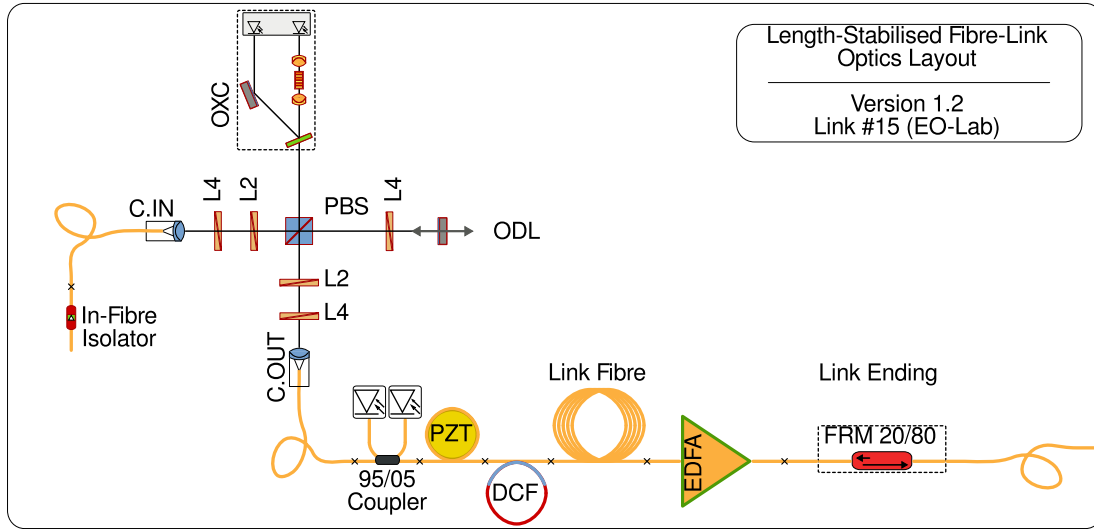 Length-Stabilised Fibre-Link
Optics Layout
Version 1.2
Link #15 (EO-Lab)
OXC
L4
L2
PBS
L4
C.IN
ODL
L2
L4
In-Fibre
Isolator
C.OUT
Link Fibre
Link Ending
PZT
FRM 20/80
EDFA
95/05
Coupler
DCF